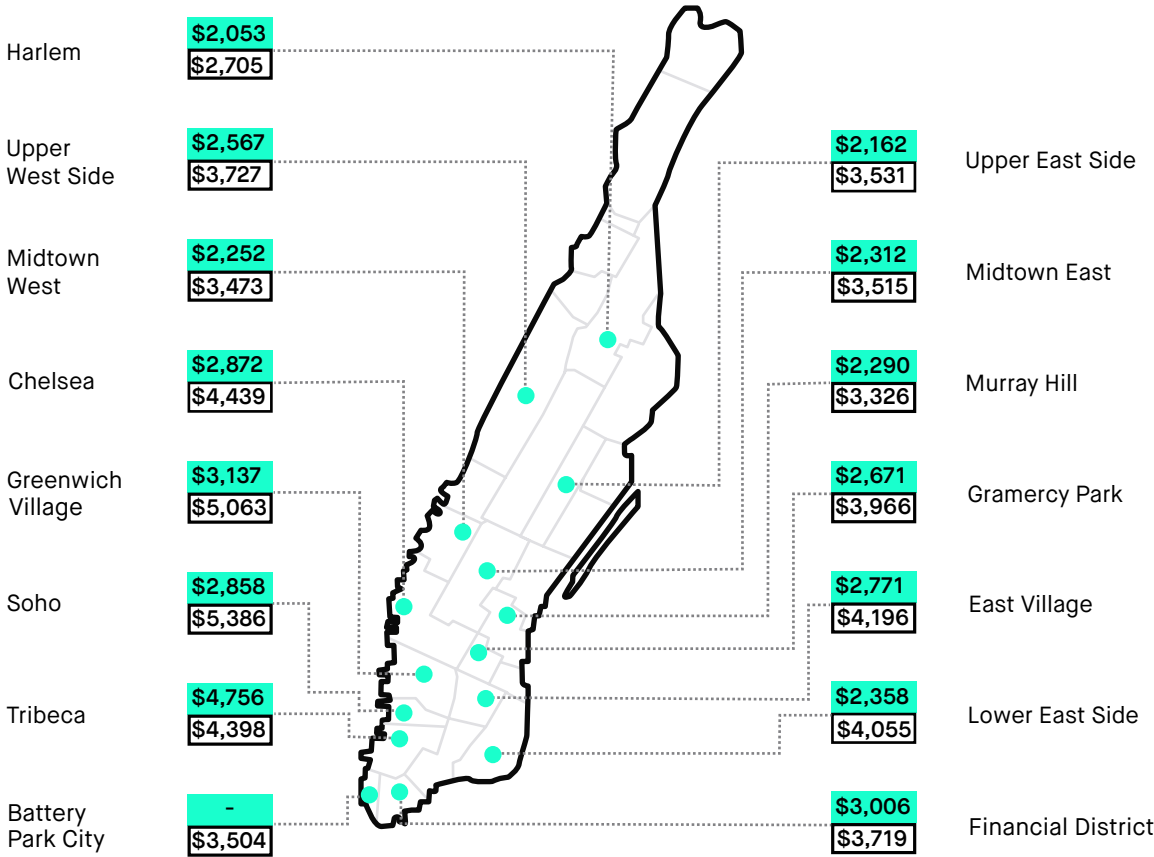 Harlem
$2,053
$2,705
Upper
West Side
$2,567
$3,727
Midtown
West
$2,252
$3,473
Chelsea
$2,872
$4,439
Greenwich
Village
$3,137
$5,063
Soho
$2,858
$5,386
Tribeca
$4,756
$4,398
Battery
Park City
-
$3,504
$2,162
$3,531
Upper East Side
$2,312
$3,515
Midtown East
$2,290
$3,326
Murray Hill
$2,671
$3,966
Gramercy Park
$2,771
$4,196
East Village
$2,358
$4,055
Lower East Side
$3,006
$3,719
Financial District